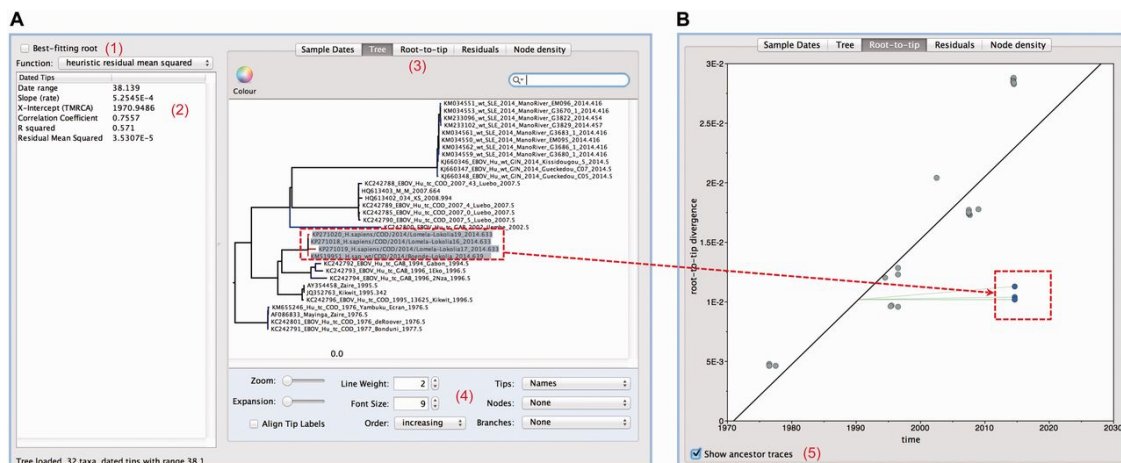 A
B
Best-fitting root (1)
Function: heuristic residual mean squared
Dated Tips
Date range 38.139
Slope (rate) 5.2545E-4
X-Intercept (TMRCA) 1970.9486
Correlation Coefficient 0.7557
R squared 0.571
Residual Mean Squared 3.5307E-5
(2)
Sample Dates Tree Root-to-tip Residuals Node density
(3)
Colour
KM034551_wt_SLE_2014_ManoRiver_EM096_2014.416
KM034553_wt_SLE_2014_ManoRiver_G3670_1_2014.416
KM233096_wt_SLE_2014_ManoRiver_G3822_2014.454
KM233102_wt_SLE_2014_ManoRiver_G3829_2014.457
KM034561_wt_SLE_2014_ManoRiver_G3683_1_2014.416
KM034550_wt_SLE_2014_ManoRiver_EM095_2014.416
KM034562_wt_SLE_2014_ManoRiver_G3686_1_2014.416
KM034559_wt_SLE_2014_ManoRiver_G3680_1_2014.416
KJ660346_EBOV_Hu_wt_GIN_2014_Kissidougou_5_2014.5
KJ660347_EBOV_Hu_wt_GIN_2014_Gueckedou_C07_2014.5
KJ660348_EBOV_Hu_wt_GIN_2014_Gueckedou_C05_2014.5
KC242788_EBOV_Hu_tc_COD_2007_43_Luebo_2007.5
HQ613403_M_M_2007.664
HQ613402_034_KS_2008.994
KC242789_EBOV_Hu_tc_COD_2007_4_Luebo_2007.5
KC242785_EBOV_Hu_tc_COD_2007_0_Luebo_2007.5
KC242790_EBOV_Hu_tc_COD_2007_5_Luebo_2007.5
KC242800_EBOV_Hu_tc_GAB_2002_Ilembe_2002.5
KP271020_H.sapiens/COD/2014/Lomela-Lokolia19_2014.633
KP271018_H.sapiens/COD/2014/Lomela-Lokolia16_2014.633
KP271019_H.sapiens/COD/2014/Lomela-Lokolia17_2014.633
KM519951_H.sap_wt/COD/2014/Boende-Lokolia_2014.639
KC242792_EBOV_Hu_tc_GAB_1994_Gabon_1994.5
KC242793_EBOV_Hu_tc_GAB_1996_1Eko_1996.5
KC242794_EBOV_Hu_tc_GAB_1996_2Nza_1996.5
AY354458_Zaire_1995.5
JQ352763_Kikwit_1995.342
KC242796_EBOV_Hu_tc_COD_1995_13625_Kikwit_1996.5
KM655246_Hu_tc_COD_1976_Yambuku_Ecran_1976.5
AF086833_Mayinga_Zaire_1976.5
KC242801_EBOV_Hu_tc_COD_1976_deRoover_1976.5
KC242791_EBOV_Hu_tc_COD_1977_Bonduni_1977.5
0.0
Zoom: Line Weight: 2 Tips: Names
Expansion: Font Size: 9 (4) Nodes: None
Align Tip Labels Order: increasing Branches: None
Tree loaded, 32 taxa, dated tips with range 38.1
Sample Dates Tree Root-to-tip Residuals Node density
root-to-tip divergence
3E-2
2.5E-2
2E-2
1.5E-2
1E-2
5E-3
0
1970 1980 1990 2000 2010 2020 2030
time
Show ancestor traces (5)